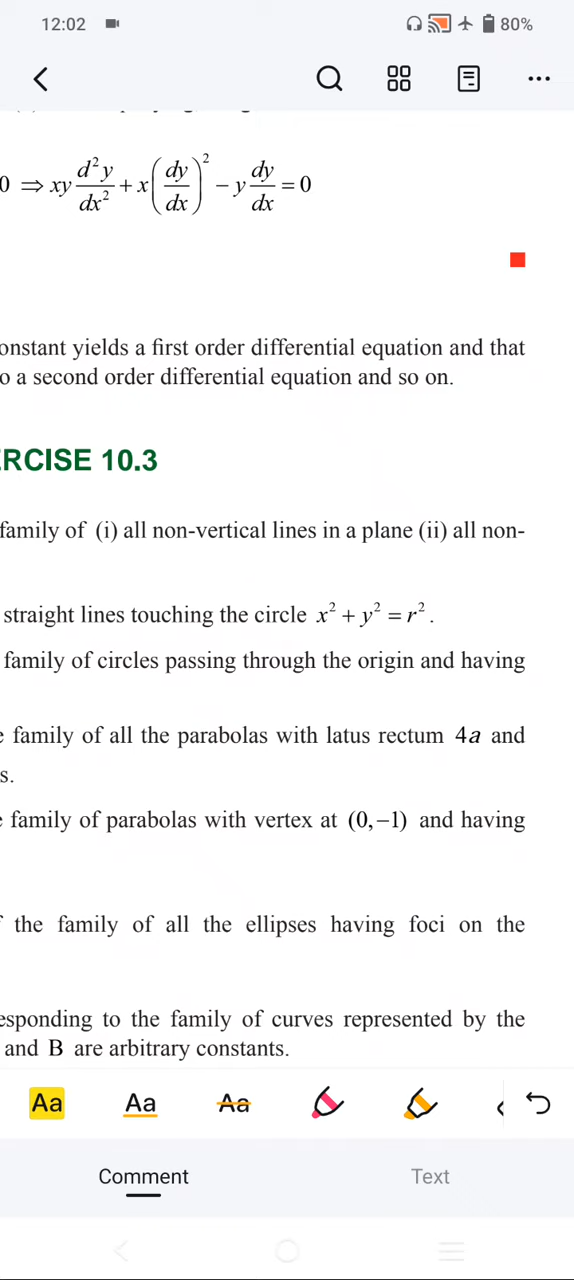 12:02 80%
0 ⇒ xy d²y/dx² + x(dy/dx)² − y dy/dx = 0
onstant yields a first order differential equation and that
o a second order differential equation and so on.
ERCISE 10.3
family of (i) all non-vertical lines in a plane (ii) all non-
straight lines touching the circle x² + y² = r².
family of circles passing through the origin and having
e family of all the parabolas with latus rectum 4a and
s.
e family of parabolas with vertex at (0,−1) and having
the family of all the ellipses having foci on the
esponding to the family of curves represented by the
and B are arbitrary constants.
Aa Aa Aa
Comment Text